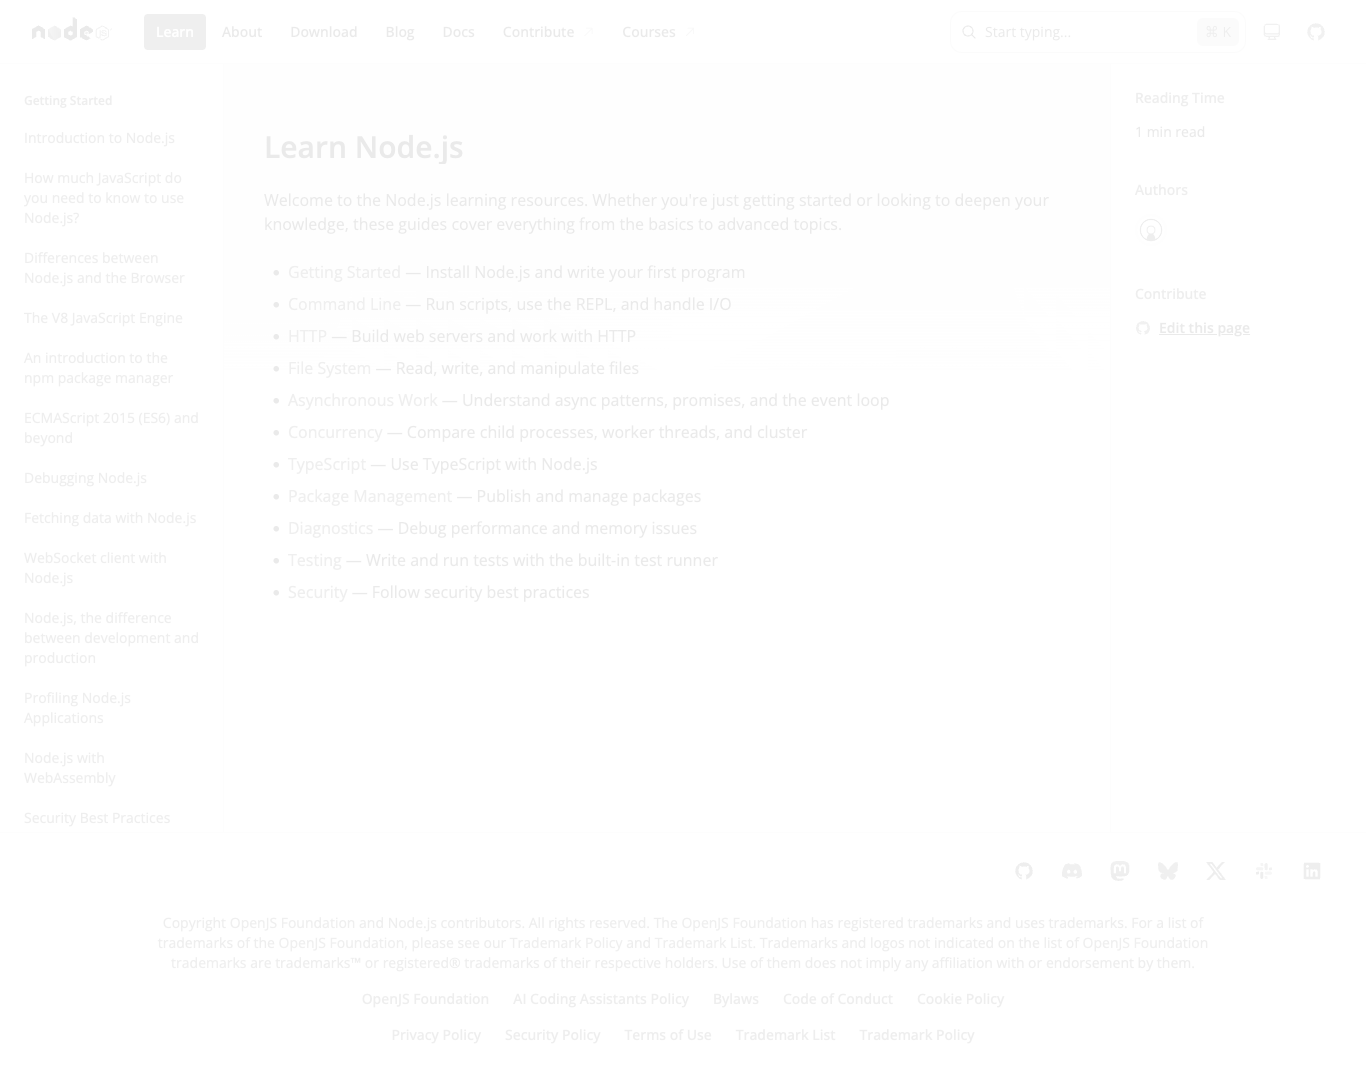 node JS
Learn
About
Download
Blog
Docs
Contribute
Courses
Start typing...
⌘ K
Getting Started
Introduction to Node.js
How much JavaScript do
you need to know to use
Node.js?
Differences between
Node.js and the Browser
The V8 JavaScript Engine
An introduction to the
npm package manager
ECMAScript 2015 (ES6) and
beyond
Debugging Node.js
Fetching data with Node.js
WebSocket client with
Node.js
Node.js, the difference
between development and
production
Profiling Node.js
Applications
Node.js with
WebAssembly
Security Best Practices
Learn Node.js
Welcome to the Node.js learning resources. Whether you're just getting started or looking to deepen your
knowledge, these guides cover everything from the basics to advanced topics.
• Getting Started — Install Node.js and write your first program
• Command Line — Run scripts, use the REPL, and handle I/O
• HTTP — Build web servers and work with HTTP
• File System — Read, write, and manipulate files
• Asynchronous Work — Understand async patterns, promises, and the event loop
• Concurrency — Compare child processes, worker threads, and cluster
• TypeScript — Use TypeScript with Node.js
• Package Management — Publish and manage packages
• Diagnostics — Debug performance and memory issues
• Testing — Write and run tests with the built-in test runner
• Security — Follow security best practices
Reading Time
1 min read
Authors
Contribute
Edit this page
Copyright OpenJS Foundation and Node.js contributors. All rights reserved. The OpenJS Foundation has registered trademarks and uses trademarks. For a list of
trademarks of the OpenJS Foundation, please see our Trademark Policy and Trademark List. Trademarks and logos not indicated on the list of OpenJS Foundation
trademarks are trademarks™ or registered® trademarks of their respective holders. Use of them does not imply any affiliation with or endorsement by them.
OpenJS Foundation
AI Coding Assistants Policy
Bylaws
Code of Conduct
Cookie Policy
Privacy Policy
Security Policy
Terms of Use
Trademark List
Trademark Policy